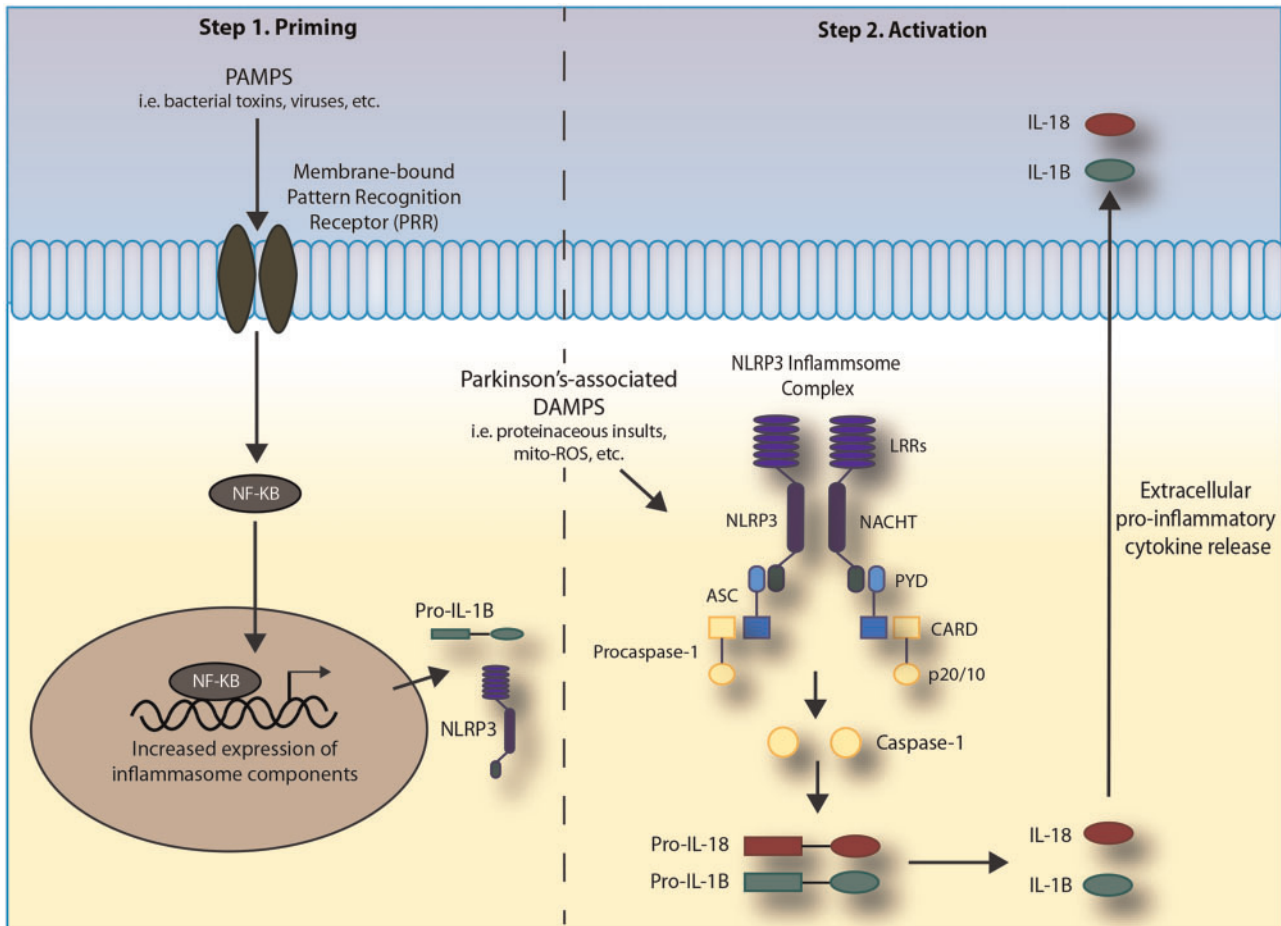 Step 1. Priming
PAMPS
i.e. bacterial toxins, viruses, etc.
Membrane-bound
Pattern Recognition
Receptor (PRR)
NF-KB
NF-KB
Increased expression of
inflammasome components
Pro-IL-1B
NLRP3
Step 2. Activation
Parkinson's-associated
DAMPS
i.e. proteinaceous insults,
mito-ROS, etc.
NLRP3 Inflammsome
Complex
LRRs
NLRP3
NACHT
ASC
PYD
Procaspase-1
CARD
p20/10
Caspase-1
Pro-IL-18
Pro-IL-1B
IL-18
IL-1B
Extracellular
pro-inflammatory
cytokine release
IL-18
IL-1B